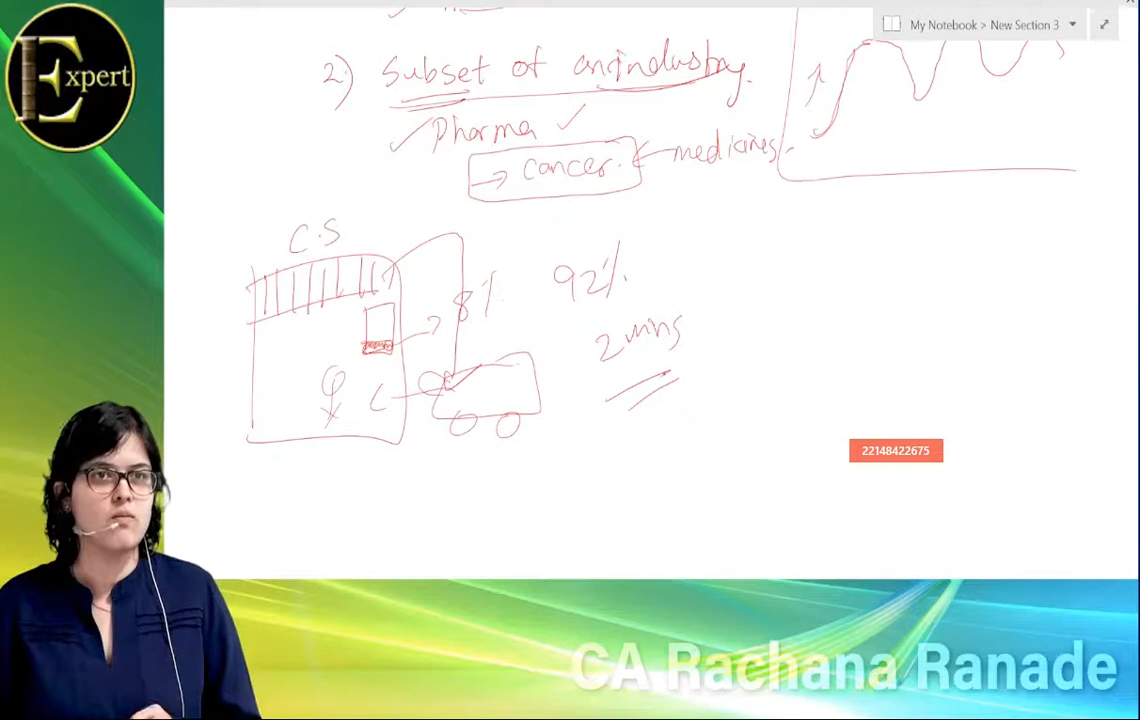 Expert
My Notebook > New Section 3
2) Subset of an industry.
Pharma
→ Cancer. ← medicines
C.S
8%
92%
2 mins
22148422675
CA Rachana Ranade